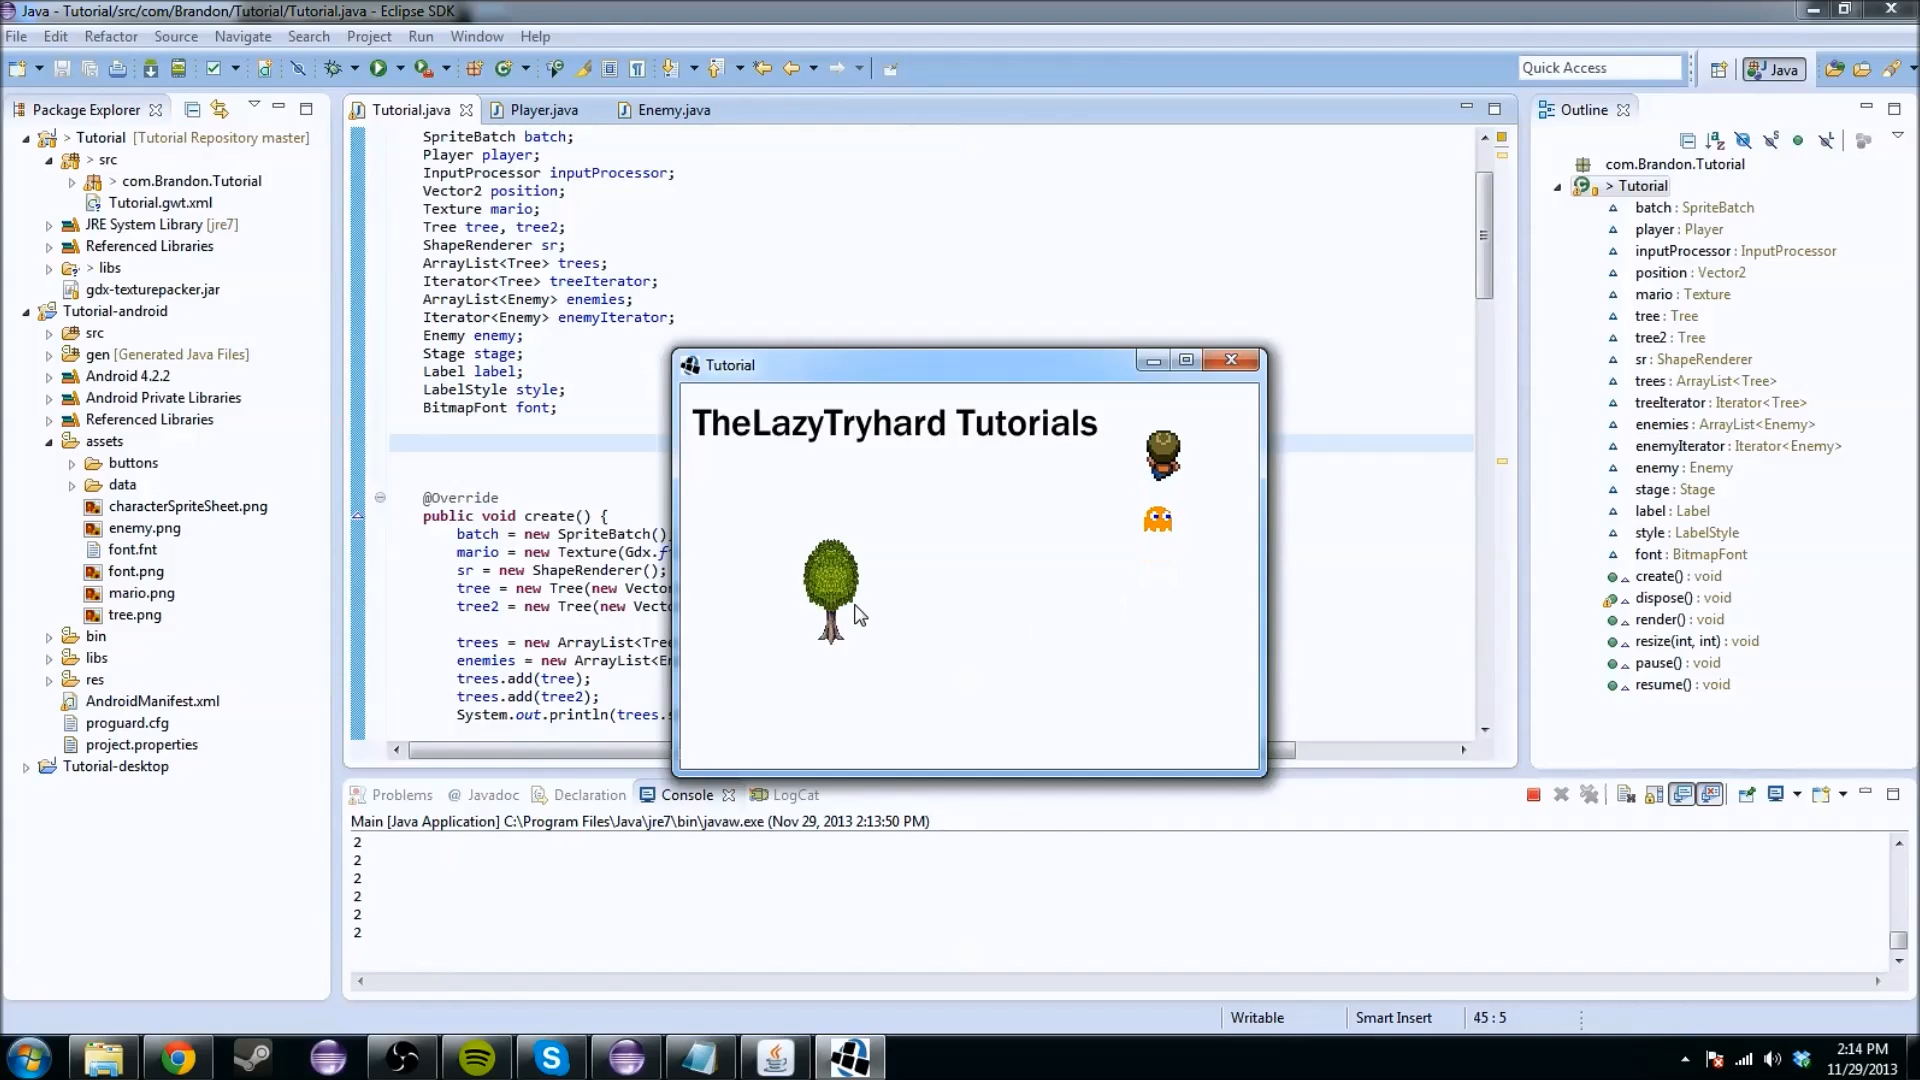 Java - Tutorial/src/com/Brandon/Tutorial/Tutorial.java - Eclipse SDK
File Edit Refactor Source Navigate Search Project Run Window Help
Quick Access
Java
Package Explorer
> Tutorial [Tutorial Repository master]
> src
> com.Brandon.Tutorial
Tutorial.gwt.xml
JRE System Library [jre7]
Referenced Libraries
> libs
gdx-texturepacker.jar
Tutorial-android
src
gen [Generated Java Files]
Android 4.2.2
Android Private Libraries
Referenced Libraries
assets
buttons
data
characterSpriteSheet.png
enemy.png
font.fnt
font.png
mario.png
tree.png
bin
libs
res
AndroidManifest.xml
proguard.cfg
project.properties
Tutorial-desktop
Tutorial.java Player.java Enemy.java
SpriteBatch batch;
Player player;
InputProcessor inputProcessor;
Vector2 position;
Texture mario;
Tree tree, tree2;
ShapeRenderer sr;
ArrayList<Tree> trees;
Iterator<Tree> treeIterator;
ArrayList<Enemy> enemies;
Iterator<Enemy> enemyIterator;
Enemy enemy;
Stage stage;
Label label;
LabelStyle style;
BitmapFont font;
@Override
public void create() {
batch = new SpriteBatch()
mario = new Texture(Gdx.f
sr = new ShapeRenderer();
tree = new Tree(new Vecto
tree2 = new Tree(new Vect
trees = new ArrayList<Tre
enemies = new ArrayList<E
trees.add(tree);
trees.add(tree2);
System.out.println(trees.
Tutorial
TheLazyTryhard Tutorials
Outline
com.Brandon.Tutorial
> Tutorial
batch : SpriteBatch
player : Player
inputProcessor : InputProcessor
position : Vector2
mario : Texture
tree : Tree
tree2 : Tree
sr : ShapeRenderer
trees : ArrayList<Tree>
treeIterator : Iterator<Tree>
enemies : ArrayList<Enemy>
enemyIterator : Iterator<Enemy>
enemy : Enemy
stage : Stage
label : Label
style : LabelStyle
font : BitmapFont
create() : void
dispose() : void
render() : void
resize(int, int) : void
pause() : void
resume() : void
Problems @ Javadoc Declaration Console LogCat
Main [Java Application] C:\Program Files\Java\jre7\bin\javaw.exe (Nov 29, 2013 2:13:50 PM)
2
2
2
2
2
2
Writable Smart Insert 45 : 5
2:14 PM
11/29/2013